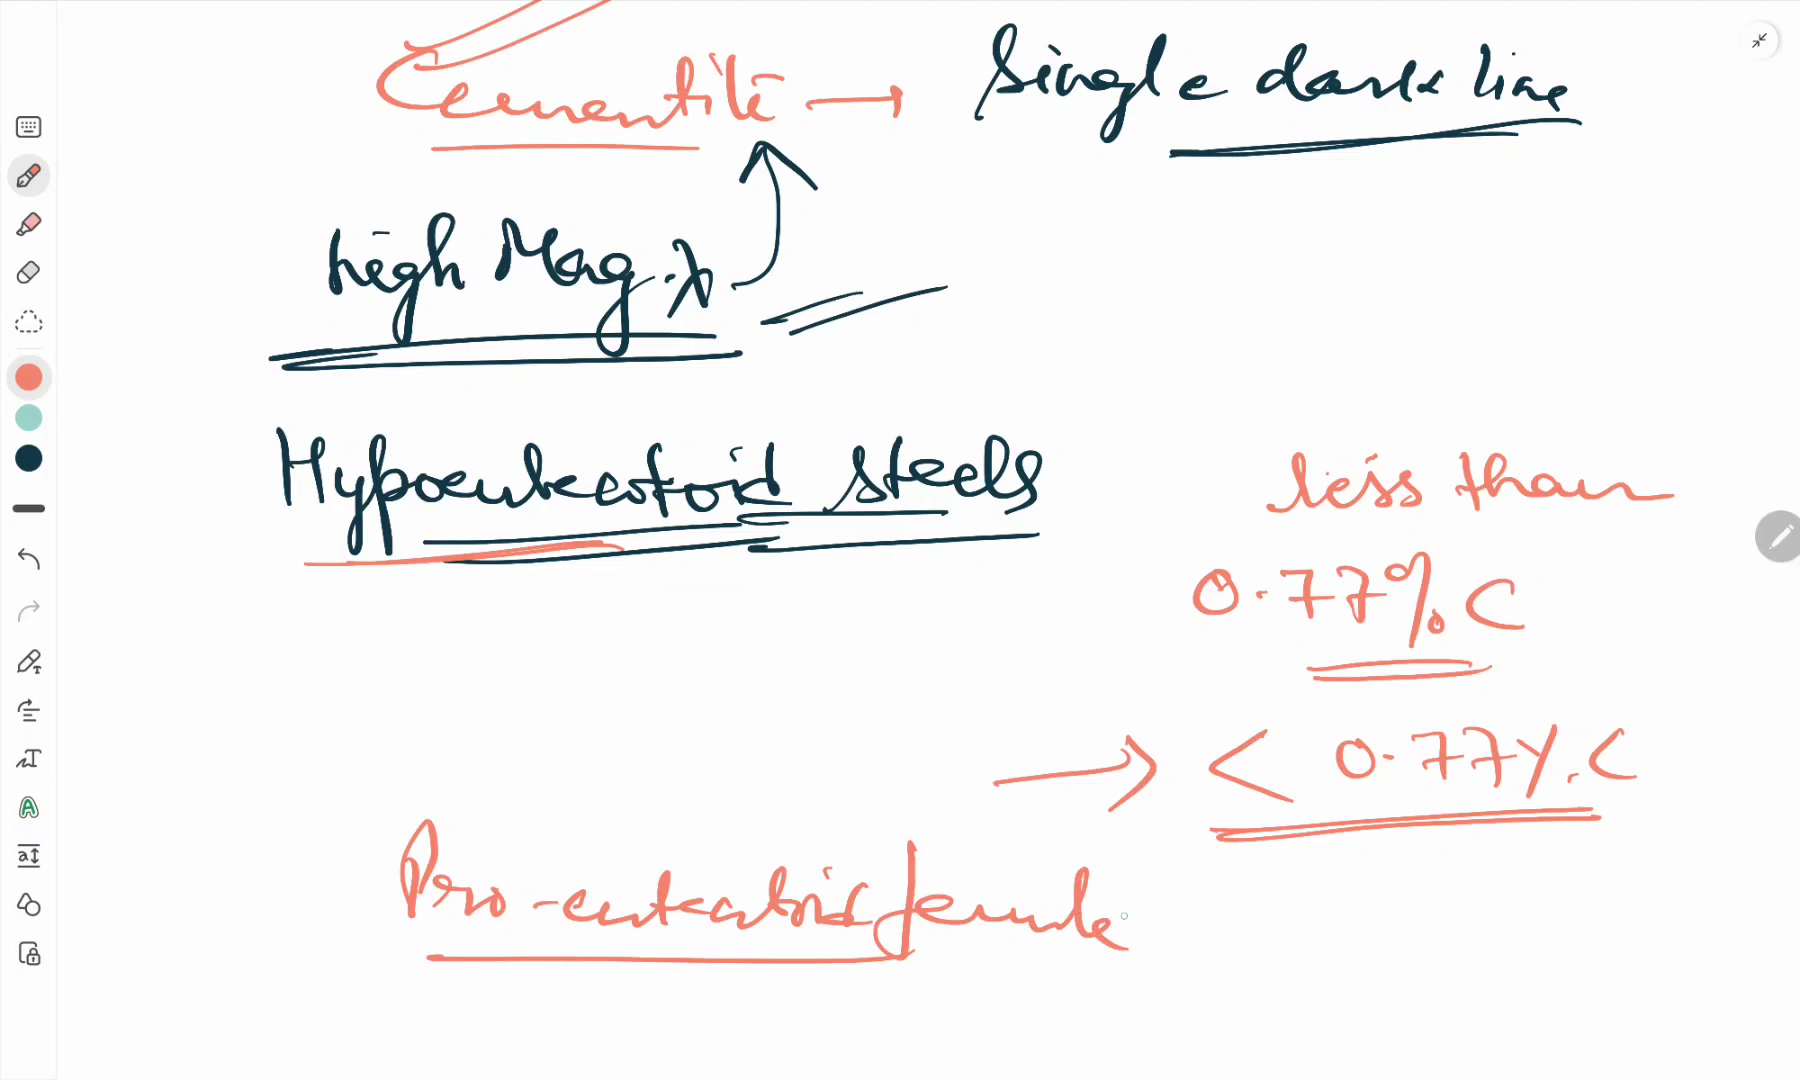 Cementite → Single dark line
high Mag.
Hypoeutectoid steels
less than
0.77% C
→ < 0.77%.C
Pro-eutectoid ferrite